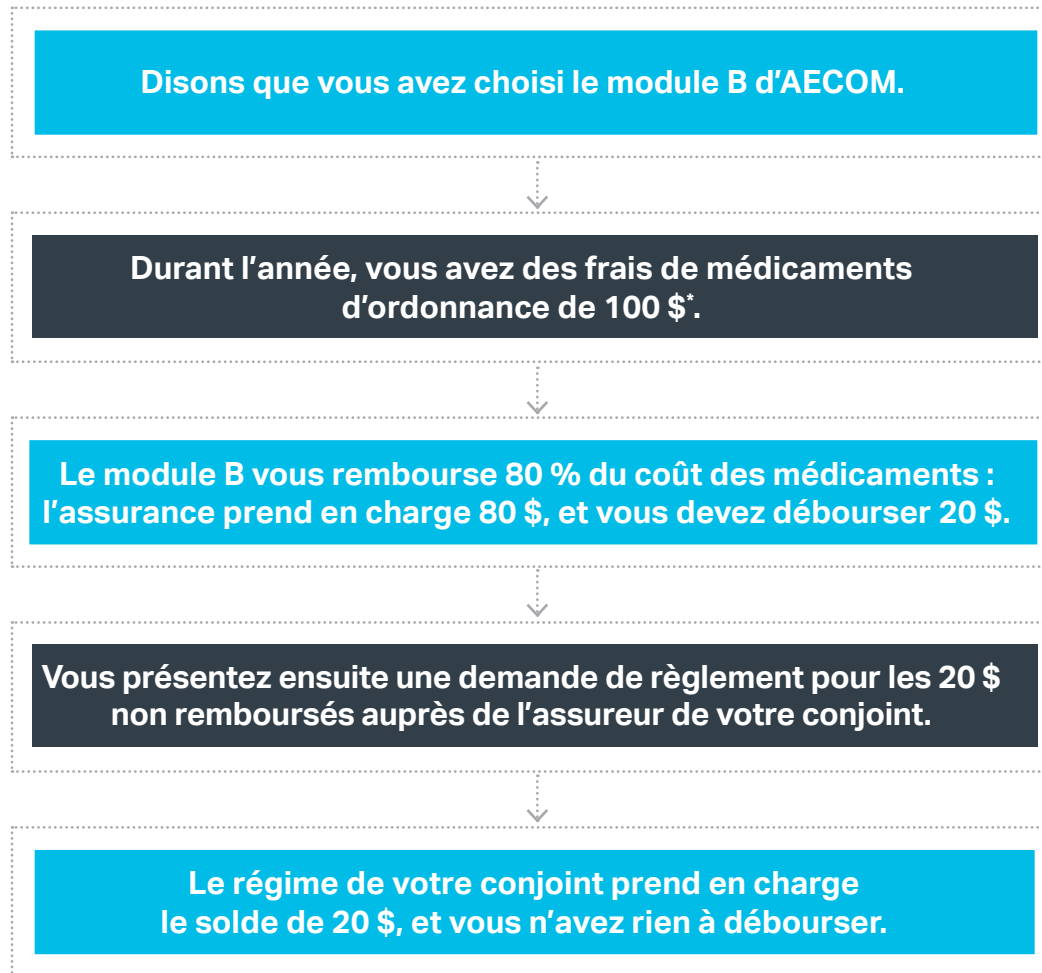 Disons que vous avez choisi le module B d'AECOM.
Durant l'année, vous avez des frais de médicaments
d'ordonnance de 100 $*.
Le module B vous rembourse 80 % du coût des médicaments :
l'assurance prend en charge 80 $, et vous devez débourser 20 $.
Vous présentez ensuite une demande de règlement pour les 20 $
non remboursés auprès de l'assureur de votre conjoint.
Le régime de votre conjoint prend en charge
le solde de 20 $, et vous n'avez rien à débourser.